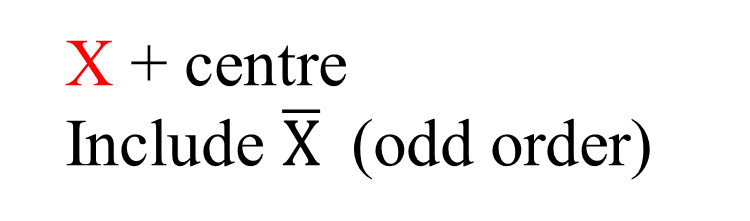 X + centre
Include X̅ (odd order)